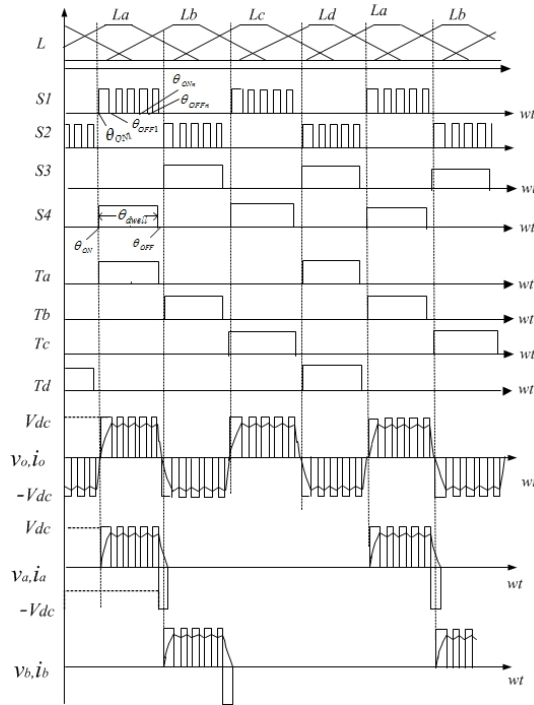 La Lb Lc Ld La Lb
L
θONn
S1
θOFFn
wt
θON1 θOFF1
S2
S3
wt
S4
θdwell
wt
θON θOFF
Ta
wt
Tb
wt
Tc
wt
Td
wt
Vdc
vo,io
wt
−Vdc
Vdc
va,ia
wt
−Vdc
vb,ib
wt